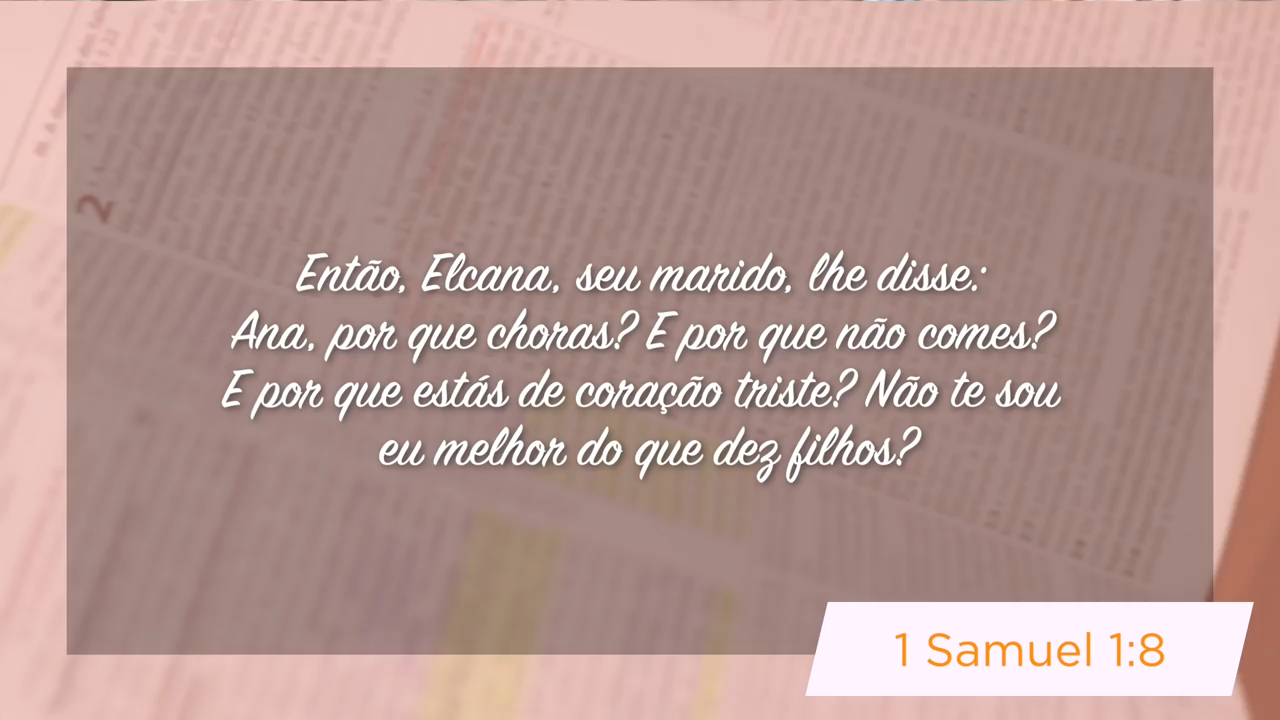 Então, Elcana, seu marido, lhe disse:
Ana, por que choras? E por que não comes?
E por que estás de coração triste? Não te sou
eu melhor do que dez filhos?
1 Samuel 1:8
2